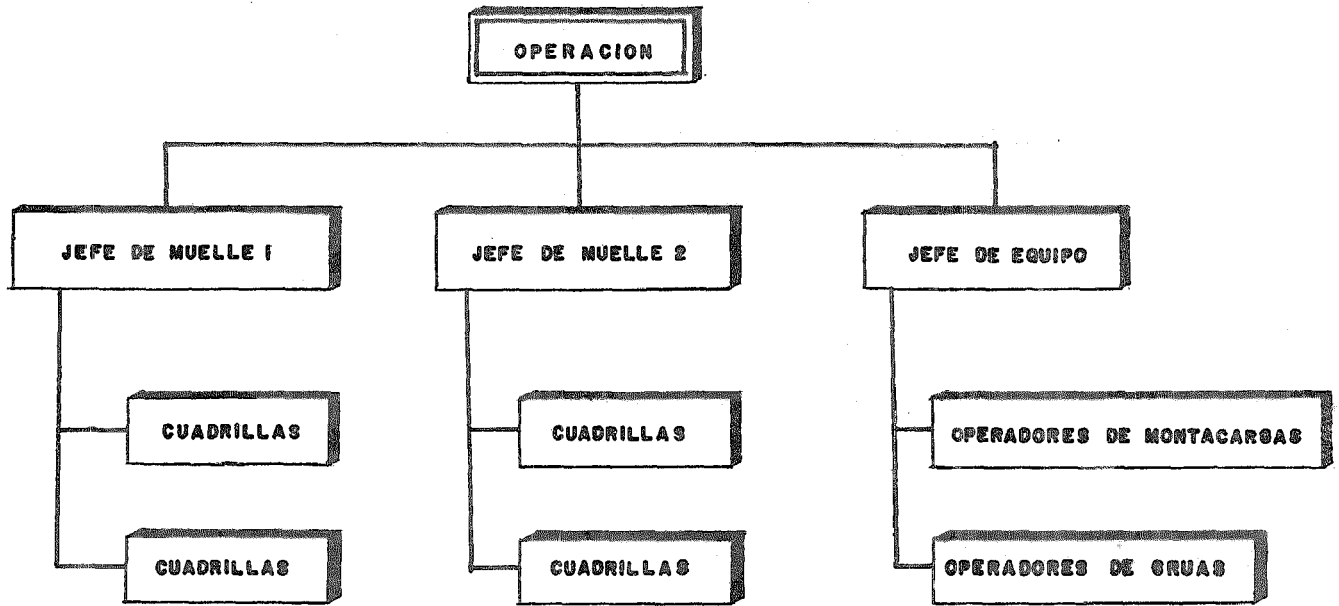 OPERACION
JEFE DE MUELLE 1
JEFE DE MUELLE 2
JEFE DE EQUIPO
CUADRILLAS
CUADRILLAS
OPERADORES DE MONTACARGAS
CUADRILLAS
CUADRILLAS
OPERADORES DE GRUAS